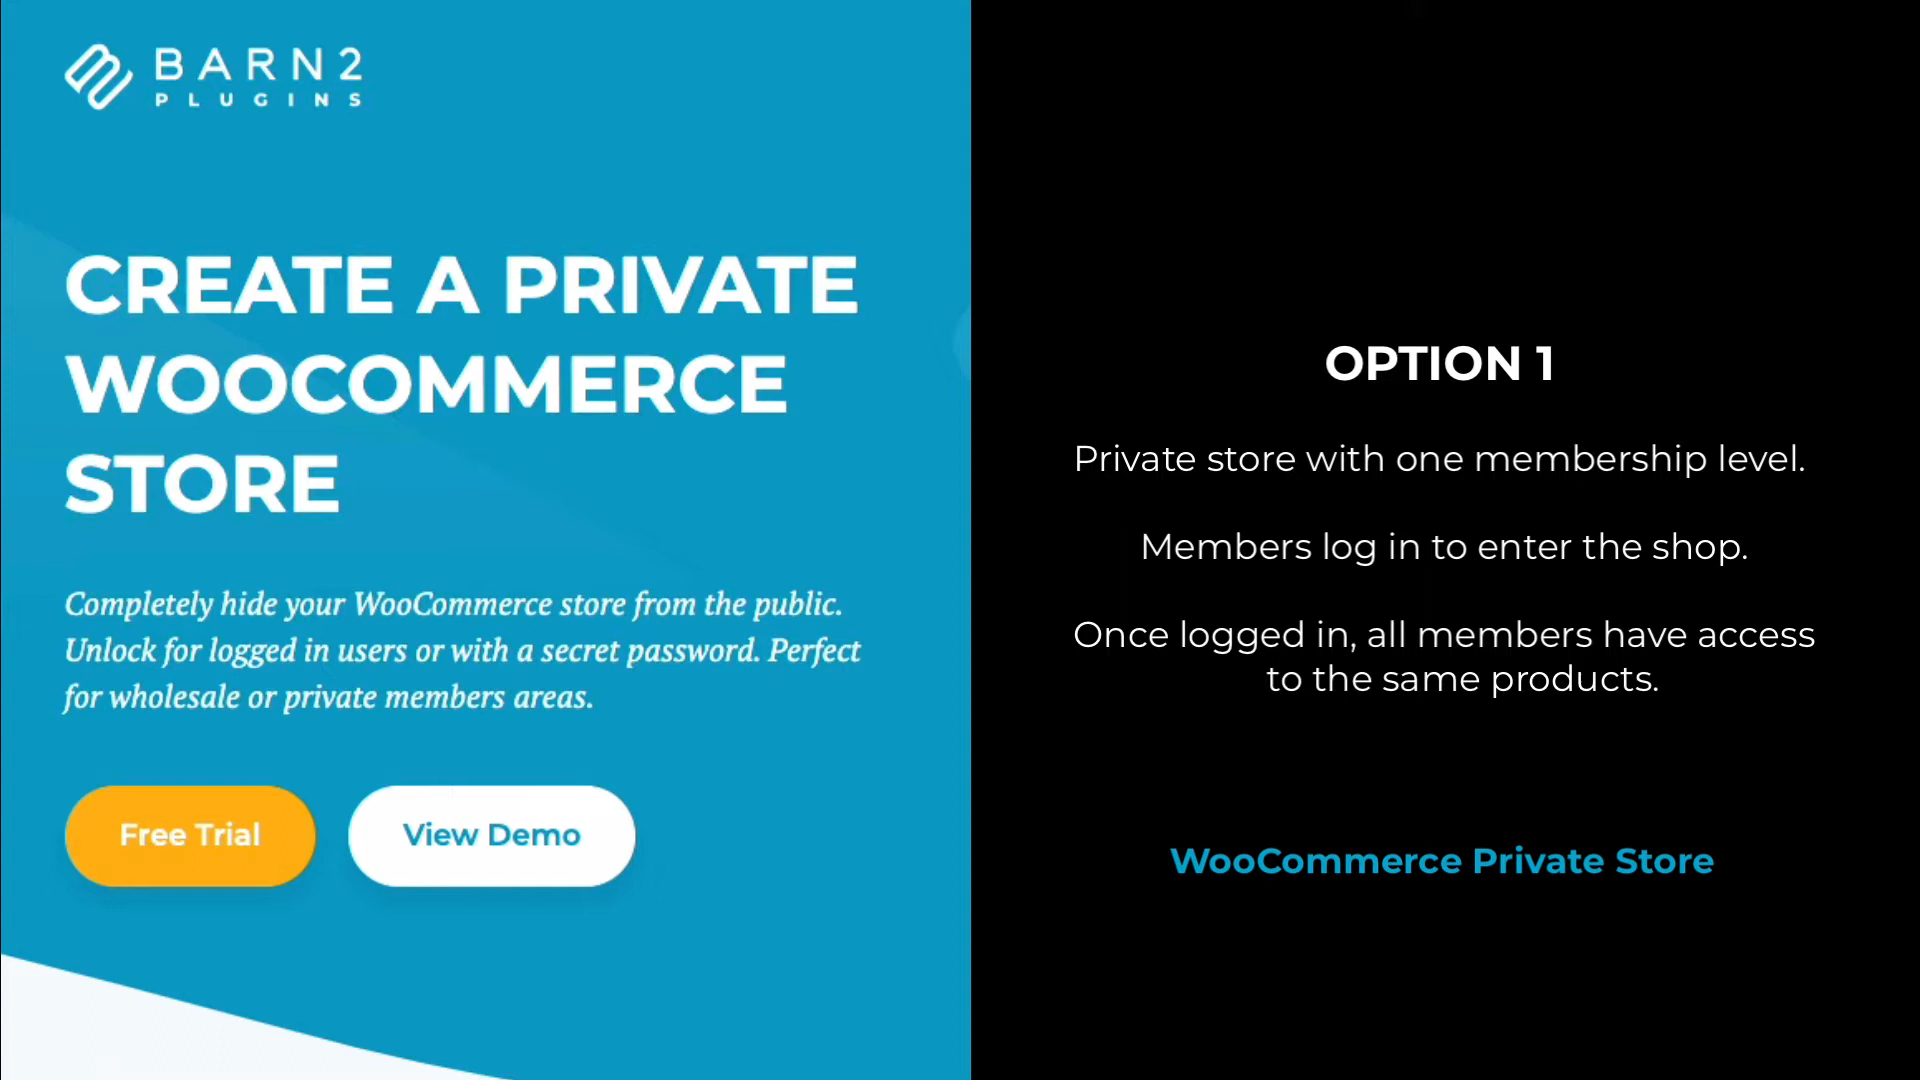 BARN2
PLUGINS
CREATE A PRIVATE
WOOCOMMERCE
STORE
Completely hide your WooCommerce store from the public.
Unlock for logged in users or with a secret password. Perfect
for wholesale or private members areas.
Free Trial
View Demo
OPTION 1
Private store with one membership level.
Members log in to enter the shop.
Once logged in, all members have access
to the same products.
WooCommerce Private Store